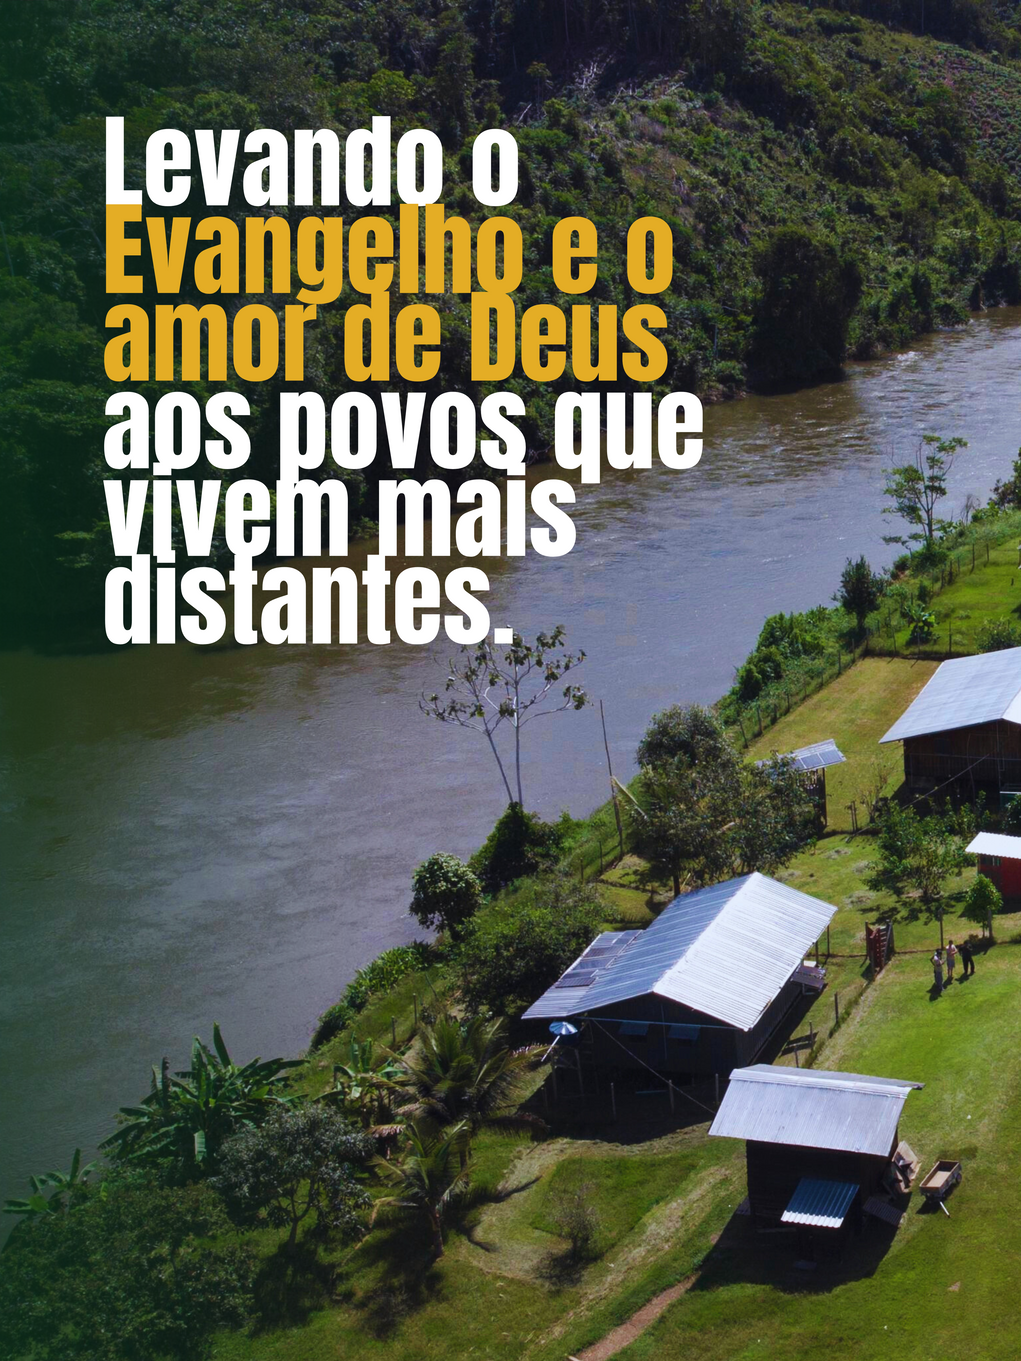 Levando o
Evangelho e o
amor de Deus
aos povos que
vivem mais
distantes.